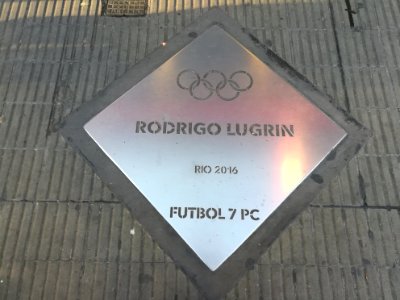 RODRIGO LUGRIN
RIO 2016
FUTBOL 7 PC